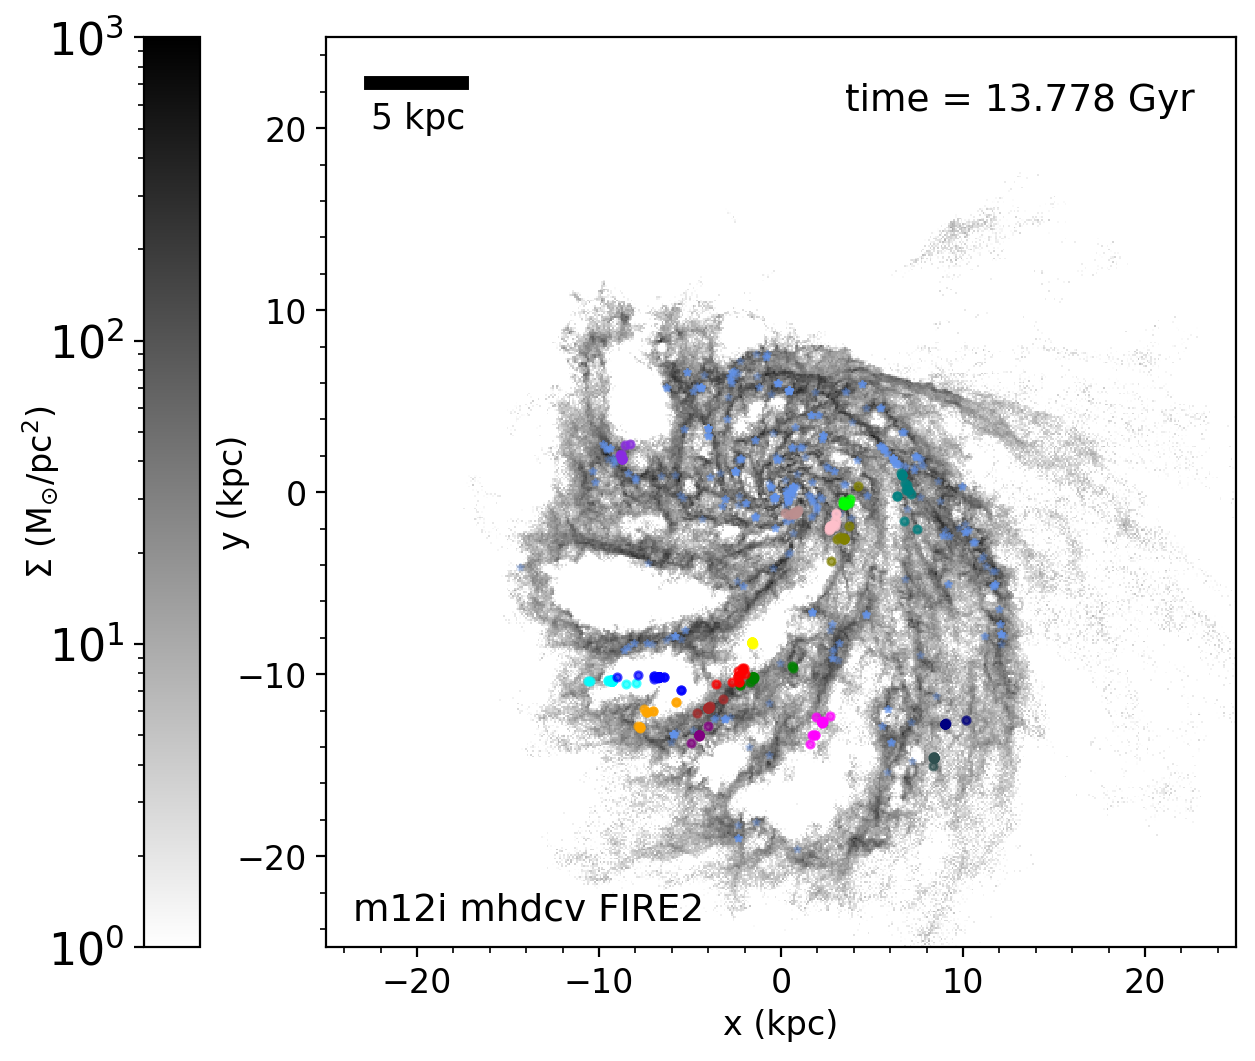 10³
10²
10¹
10⁰
Σ (M☉/pc²)
y (kpc)
20
10
0
−10
−20
5 kpc
time = 13.778 Gyr
m12i mhdcv FIRE2
−20
−10
0
10
20
x (kpc)